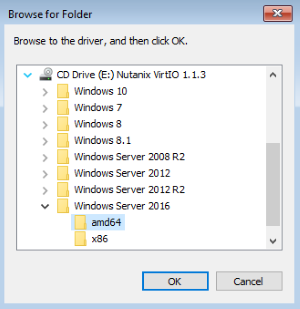 Browse for Folder
Browse to the driver, and then click OK.
CD Drive (E:) Nutanix VirtIO 1.1.3
Windows 10
Windows 7
Windows 8
Windows 8.1
Windows Server 2008 R2
Windows Server 2012
Windows Server 2012 R2
Windows Server 2016
amd64
x86
OK
Cancel